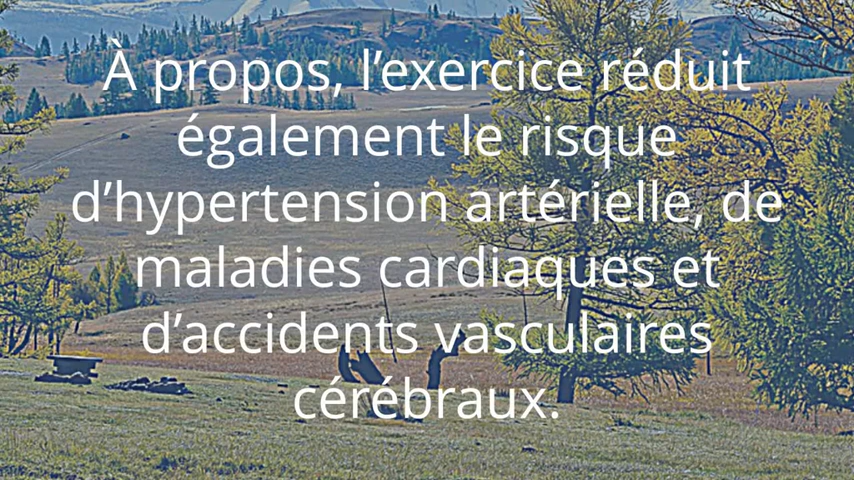 À propos, l’exercice réduit
également le risque
d’hypertension artérielle, de
maladies cardiaques et
d’accidents vasculaires
cérébraux.